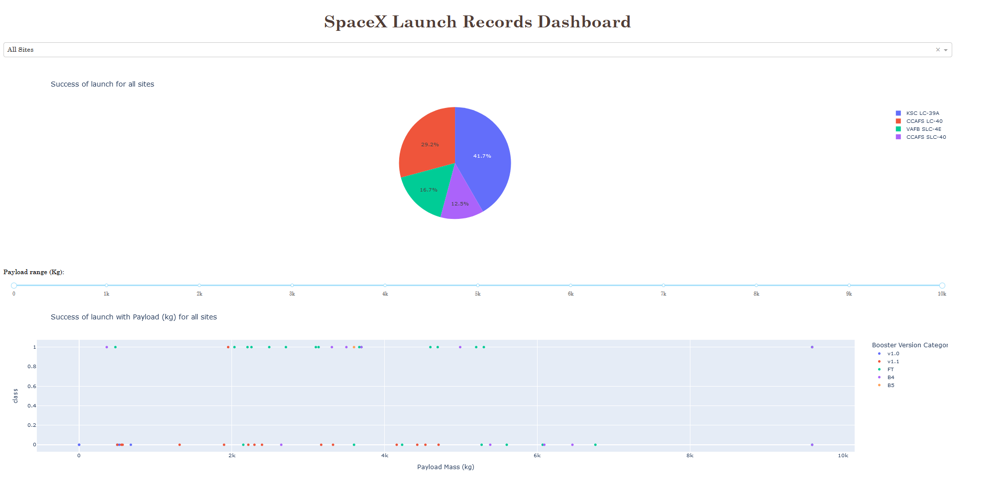 SpaceX Launch Records Dashboard
All Sites
Success of launch for all sites
KSC LC-39A
CCAFS LC-40
VAFB SLC-4E
CCAFS SLC-40
29.2%
41.7%
16.7%
12.5%
Payload range (Kg):
0 1k 2k 3k 4k 5k 6k 7k 8k 9k 10k
Success of launch with Payload (kg) for all sites
Booster Version Categor
v1.0
v1.1
FT
B4
B5
class
1
0.8
0.6
0.4
0.2
0
0 2k 4k 6k 8k 10k
Payload Mass (kg)